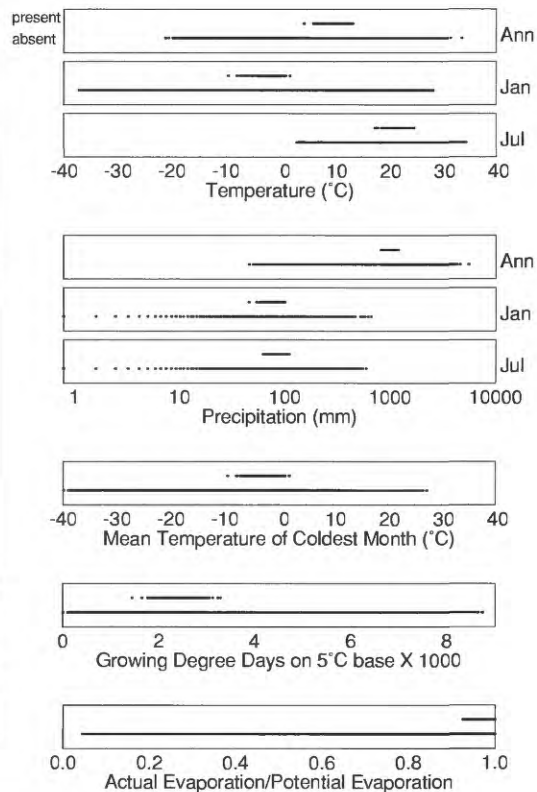 present
absent
Ann
Jan
Jul
-40 -30 -20 -10 0 10 20 30 40
Temperature (˚C)
Ann
Jan
Jul
1 10 100 1000 10000
Precipitation (mm)
-40 -30 -20 -10 0 10 20 30 40
Mean Temperature of Coldest Month (˚C)
0 2 4 6 8
Growing Degree Days on 5˚C base X 1000
0.0 0.2 0.4 0.6 0.8 1.0
Actual Evaporation/Potential Evaporation